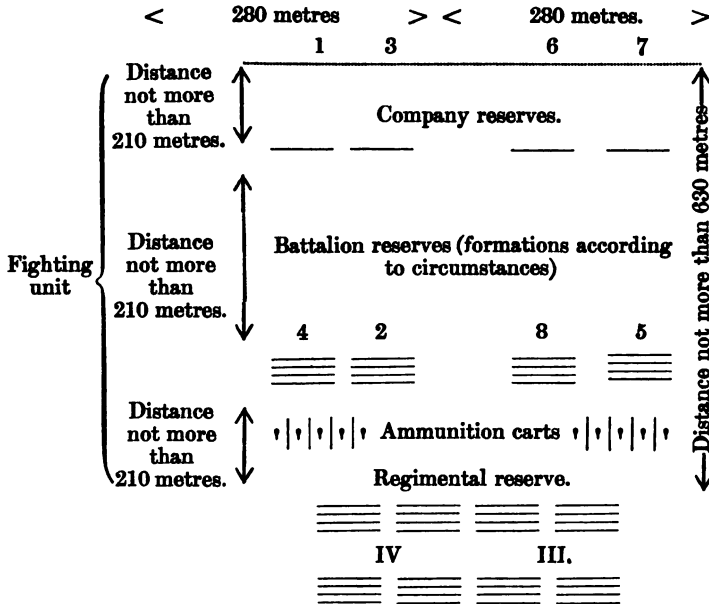 < 280 metres > < 280 metres. >
1 3 6 7
Distance
not more
than
210 metres.
Company reserves.
Fighting
unit
Distance
not more
than
210 metres.
Battalion reserves (formations according
to circumstances)
4 2 8 5
Distance
not more
than
210 metres.
Ammunition carts
Regimental reserve.
IV III.
Distance not more than 630 metres